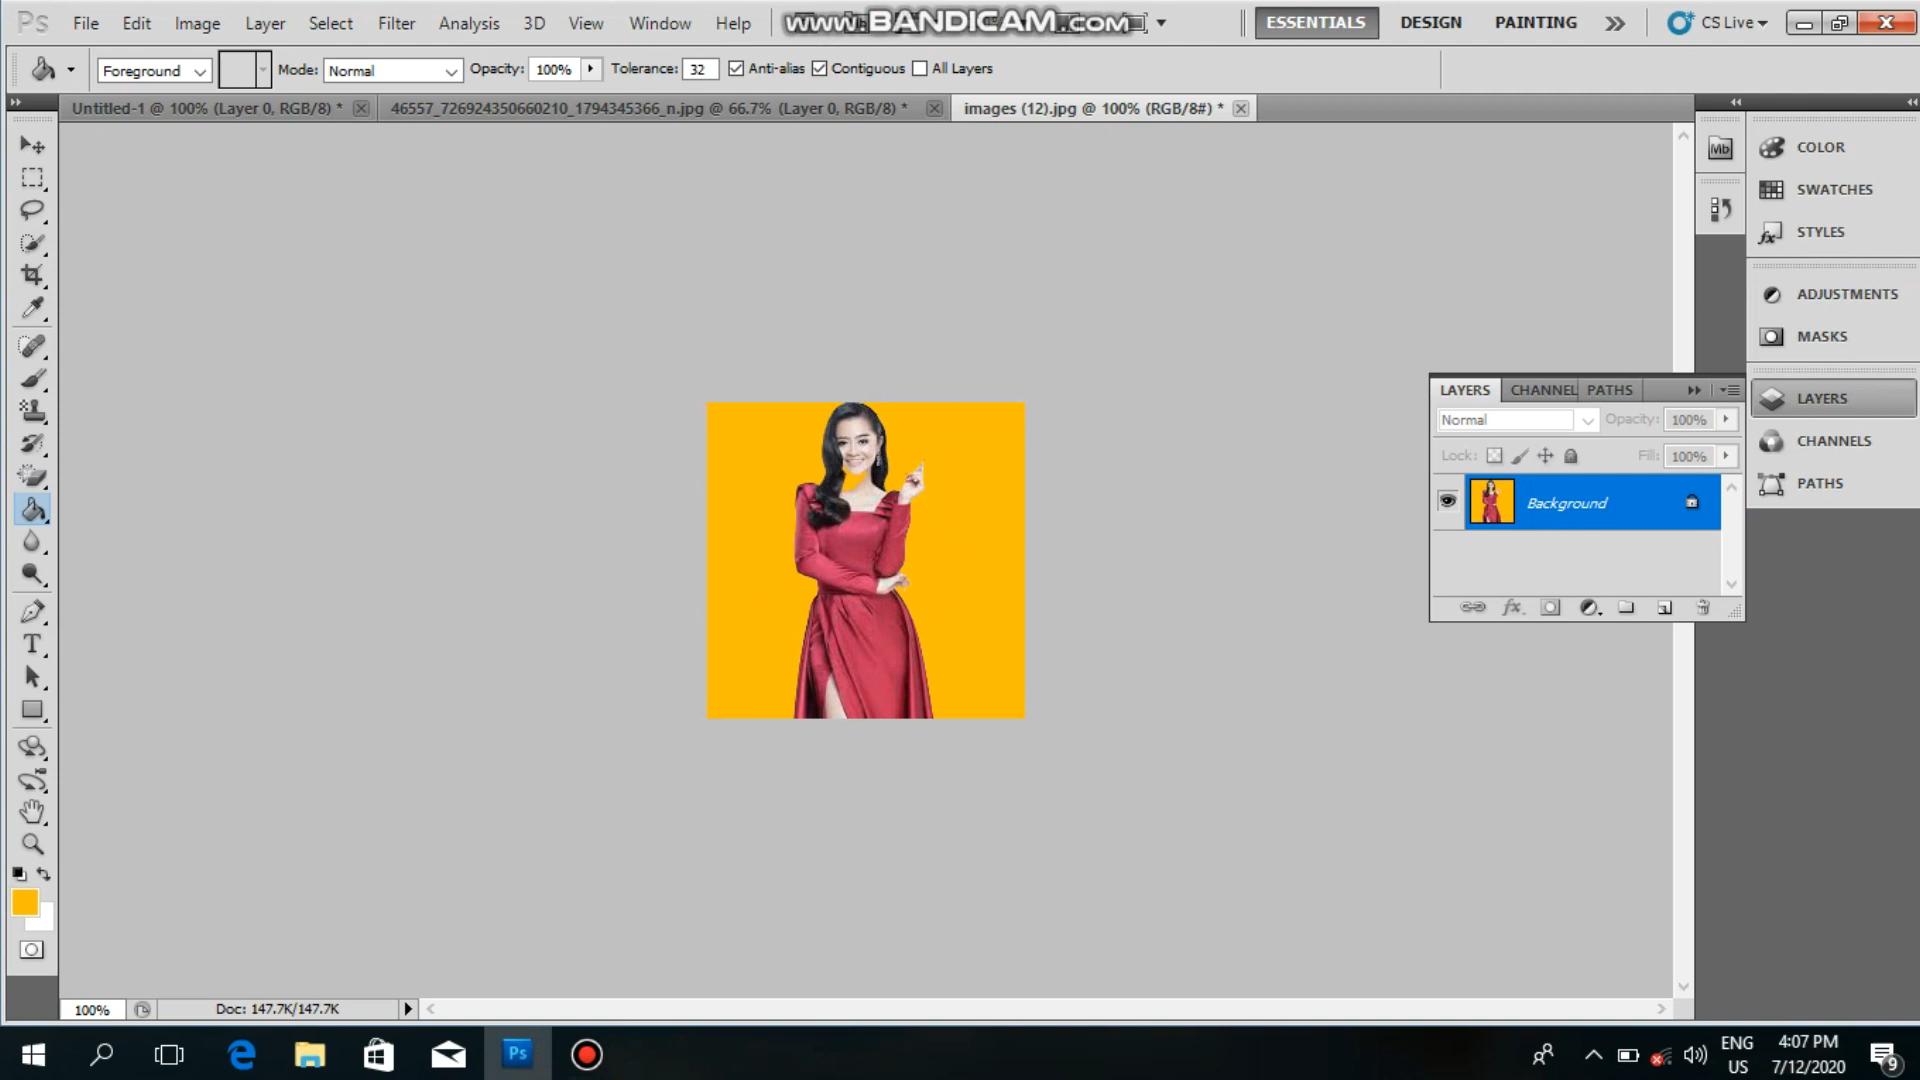 Ps File Edit Image Layer Select Filter Analysis 3D View Window Help www.BANDICAM.com ESSENTIALS DESIGN PAINTING CS Live
Foreground Mode: Normal Opacity: 100% Tolerance: 32 Anti-alias Contiguous All Layers
Untitled-1 @ 100% (Layer 0, RGB/8) * 46557_726924350660210_1794345366_n.jpg @ 66.7% (Layer 0, RGB/8) * images (12).jpg @ 100% (RGB/8#) *
Mb COLOR
SWATCHES
STYLES
ADJUSTMENTS
MASKS
LAYERS CHANNEL PATHS
LAYERS
Normal Opacity: 100%
CHANNELS
Lock: Fill: 100%
PATHS
Background
fx
T
100% Doc: 147.7K/147.7K
Ps
ENG 4:07 PM
US 7/12/2020 9